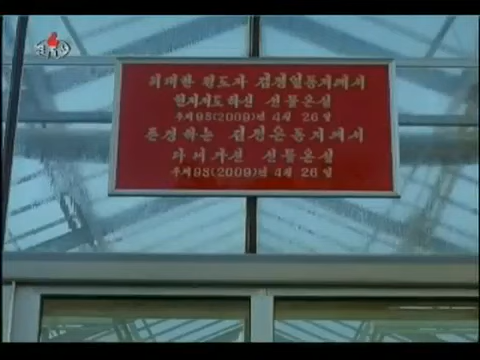 위대한 령도자 김정일동지께서
현지지도하신 선물온실
주체98(2009)년 4월 26일
존경하는 김정은동지께서
다녀가신 선물온실
주체98(2009)년 4월 26일